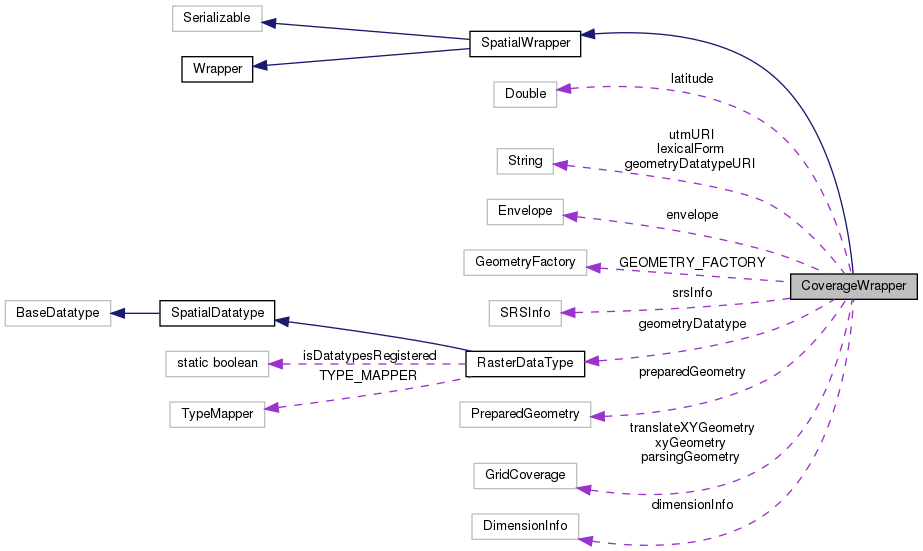 Serializable
SpatialWrapper
Wrapper
latitude
Double
utmURI
lexicalForm
geometryDatatypeURI
String
envelope
Envelope
GEOMETRY_FACTORY
GeometryFactory
CoverageWrapper
srsInfo
SRSInfo
BaseDatatype
SpatialDatatype
geometryDatatype
isDatatypesRegistered
static boolean
RasterDataType
TYPE_MAPPER
TypeMapper
preparedGeometry
PreparedGeometry
translateXYGeometry
xyGeometry
parsingGeometry
GridCoverage
dimensionInfo
DimensionInfo